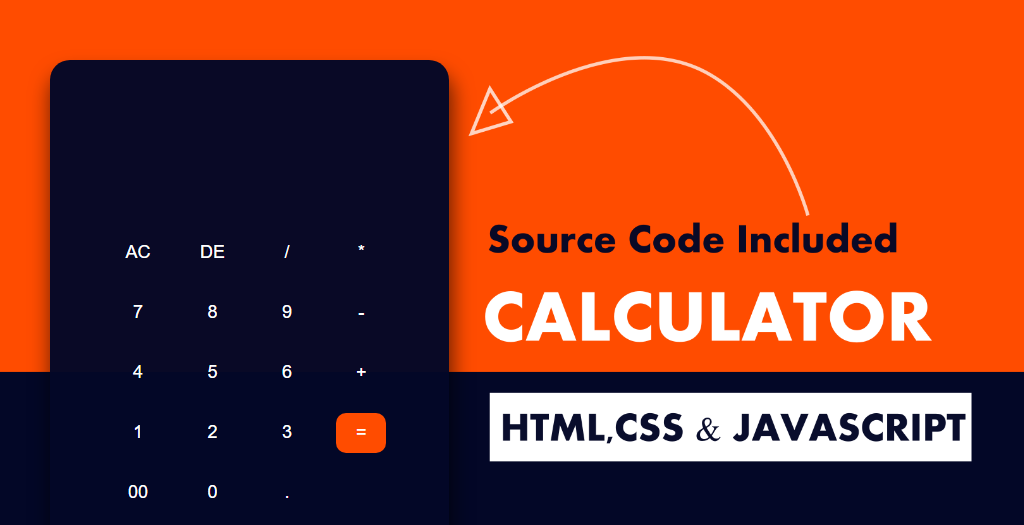 AC DE / *
7 8 9 -
4 5 6 +
1 2 3 =
00 0 .
Source Code Included
CALCULATOR
HTML,CSS & JAVASCRIPT